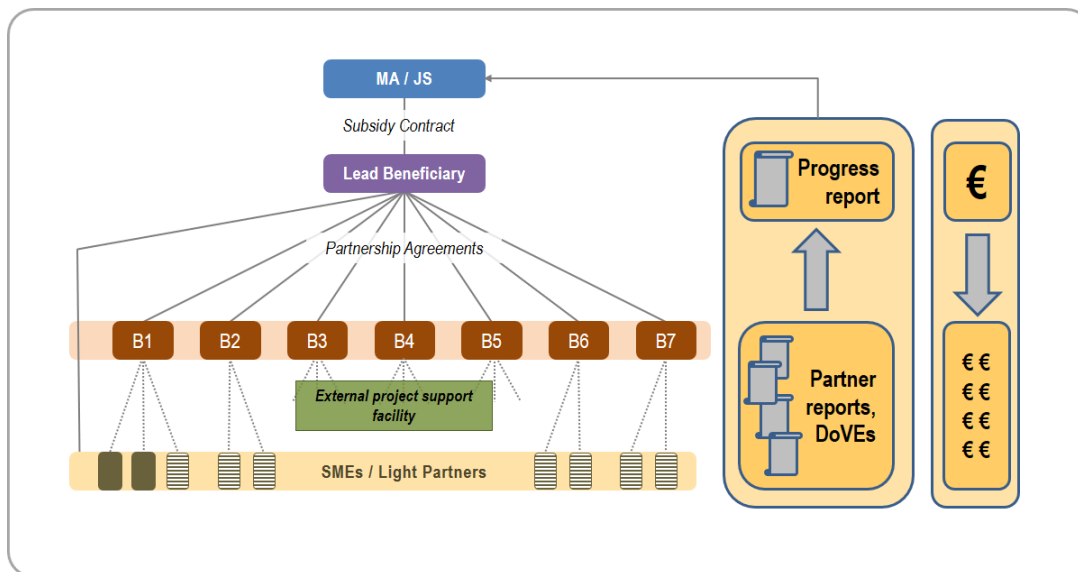 MA / JS
Subsidy Contract
Lead Beneficiary
Partnership Agreements
B1
B2
B3
B4
B5
B6
B7
External project support
facility
SMEs / Light Partners
Progress
report
Partner
reports,
DoVEs
€
€ €
€ €
€ €
€ €